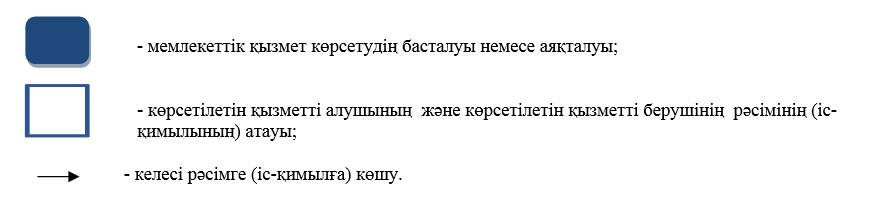 - мемлекеттік қызмет көрсетудің басталуы немесе аяқталуы;
- көрсетілетін қызметті алушының және көрсетілетін қызметті берушінің рәсімінің (іс-
қимылының) атауы;
- келесі рәсімге (іс-қимылға) көшу.